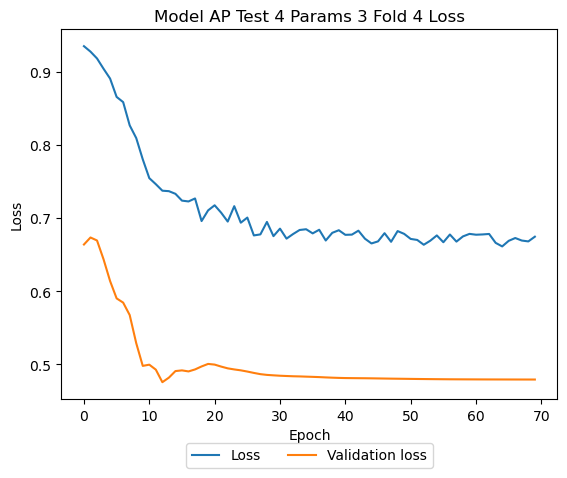 Model AP Test 4 Params 3 Fold 4 Loss
Loss
0.9
0.8
0.7
0.6
0.5
0 10 20 30 40 50 60 70
Epoch
Loss Validation loss